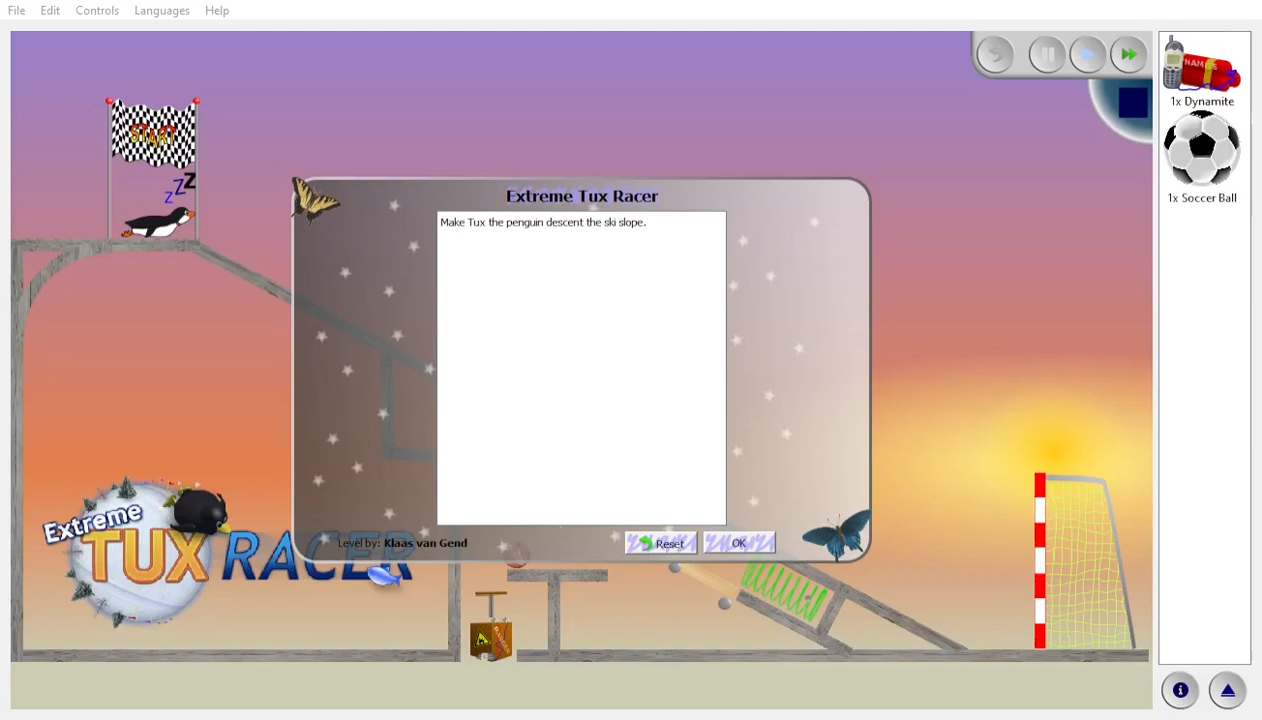 File Edit Controls Languages Help
START
z Z Z
NAMITE
1x Dynamite
1x Soccer Ball
Extreme Tux Racer
Make Tux the penguin descent the ski slope.
Extreme
TUX RACER
Level by: Klaas van Gend
Reset
OK